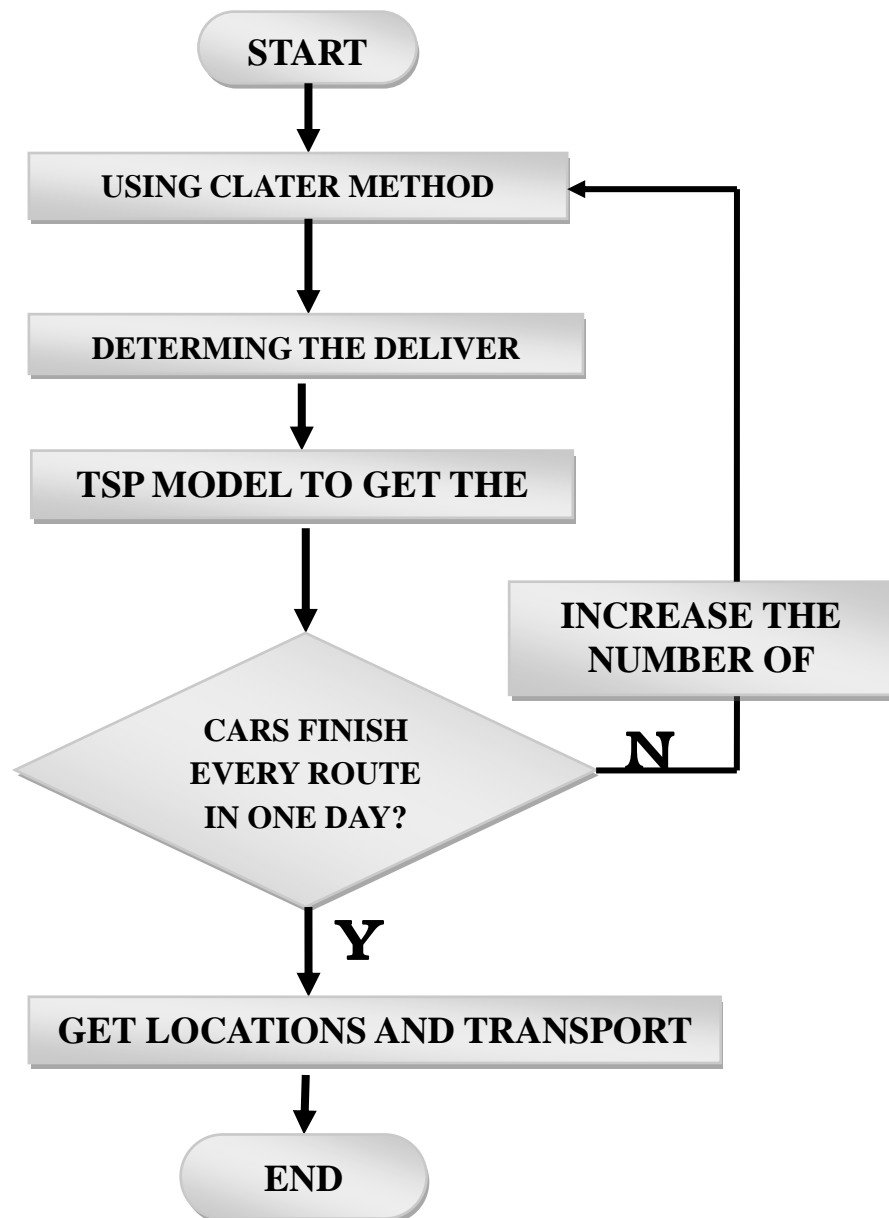 START
USING CLATER METHOD
DETERMING THE DELIVER
TSP MODEL TO GET THE
INCREASE THE
NUMBER OF
CARS FINISH
EVERY ROUTE
IN ONE DAY?
N
Y
GET LOCATIONS AND TRANSPORT
END